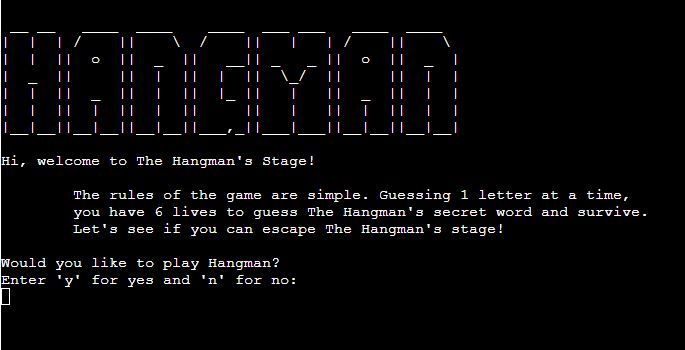 HANGMAN
Hi, welcome to The Hangman's Stage!
The rules of the game are simple. Guessing 1 letter at a time,
you have 6 lives to guess The Hangman's secret word and survive.
Let's see if you can escape The Hangman's stage!
Would you like to play Hangman?
Enter 'y' for yes and 'n' for no: